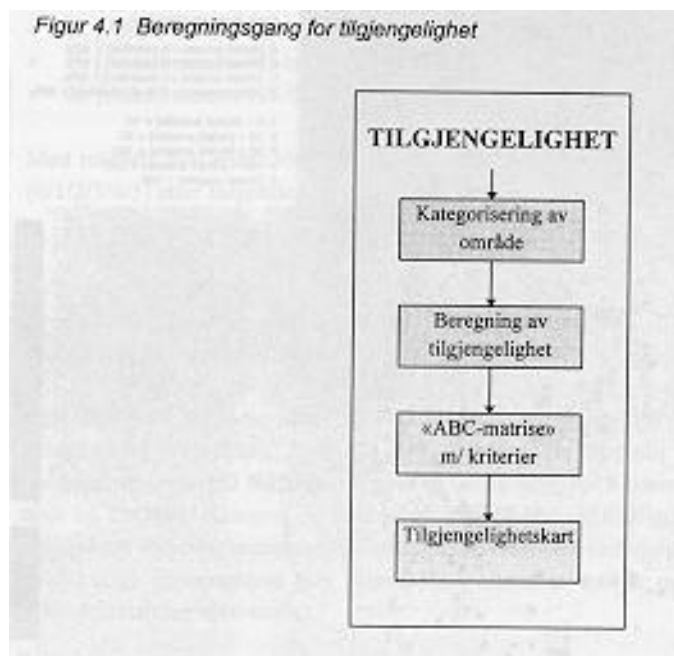 Figur 4.1 Beregningsgang for tilgjengelighet
TILGJENGELIGHET
Kategorisering av
område
Beregning av
tilgjengelighet
«ABC-matrise»
m/ kriterier
Tilgjengelighetskart